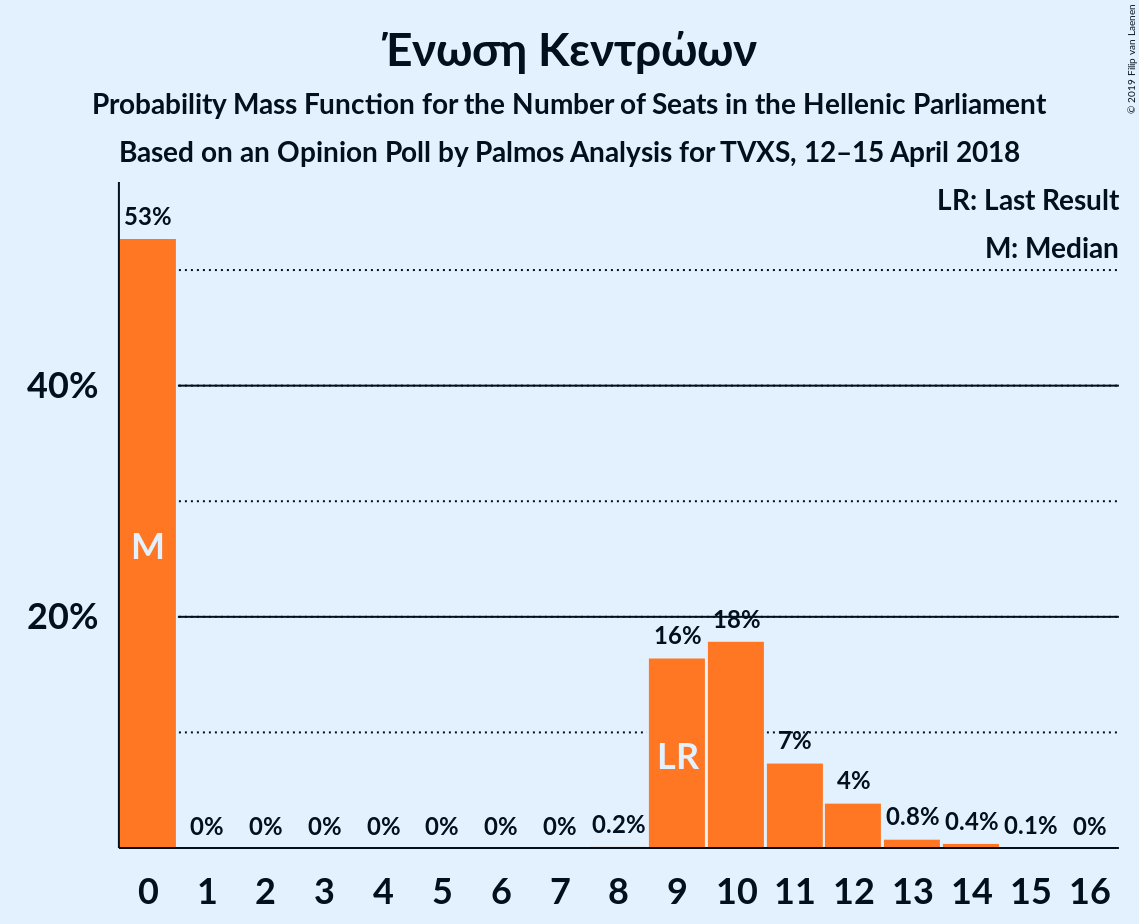 Ένωση Κεντρώων
Probability Mass Function for the Number of Seats in the Hellenic Parliament
Based on an Opinion Poll by Palmos Analysis for TVXS, 12–15 April 2018
© 2019 Filip van Laenen
LR: Last Result
M: Median
53%
40%
M
20%
18%
16%
LR
7%
4%
0% 0% 0% 0% 0% 0% 0% 0.2% 0.8% 0.4% 0.1% 0%
0 1 2 3 4 5 6 7 8 9 10 11 12 13 14 15 16